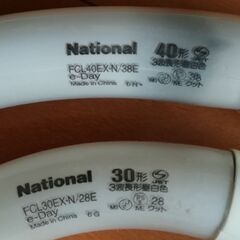 National
40形
FCL40EX-N/38E
3波長形昼白色
e-Day
38
Made in China
ワット
National
30形
FCL30EX-N/28E
3波長形昼白色
e-Day
28
Made in China
6G
ワット